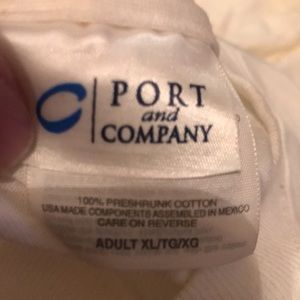 PORT
and
COMPANY
100% PRESHRUNK COTTON
USA MADE COMPONENTS ASSEMBLED IN MEXICO
CARE ON REVERSE
ADULT XL/TG/XG